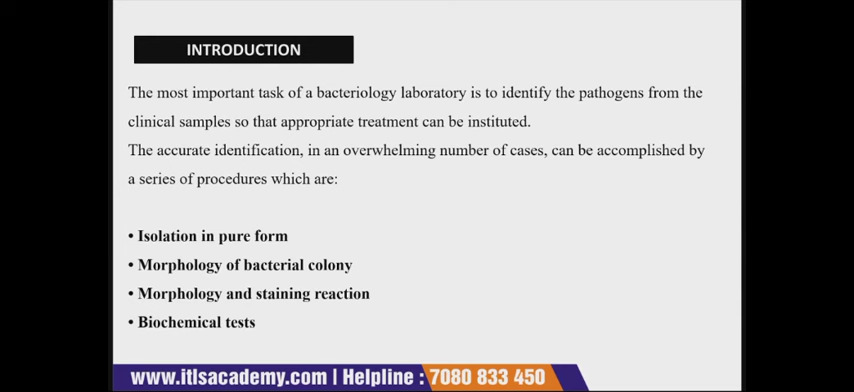 INTRODUCTION
The most important task of a bacteriology laboratory is to identify the pathogens from the
clinical samples so that appropriate treatment can be instituted.
The accurate identification, in an overwhelming number of cases, can be accomplished by
a series of procedures which are:
• Isolation in pure form
• Morphology of bacterial colony
• Morphology and staining reaction
• Biochemical tests
www.itlsacademy.com | Helpline : 7080 833 450